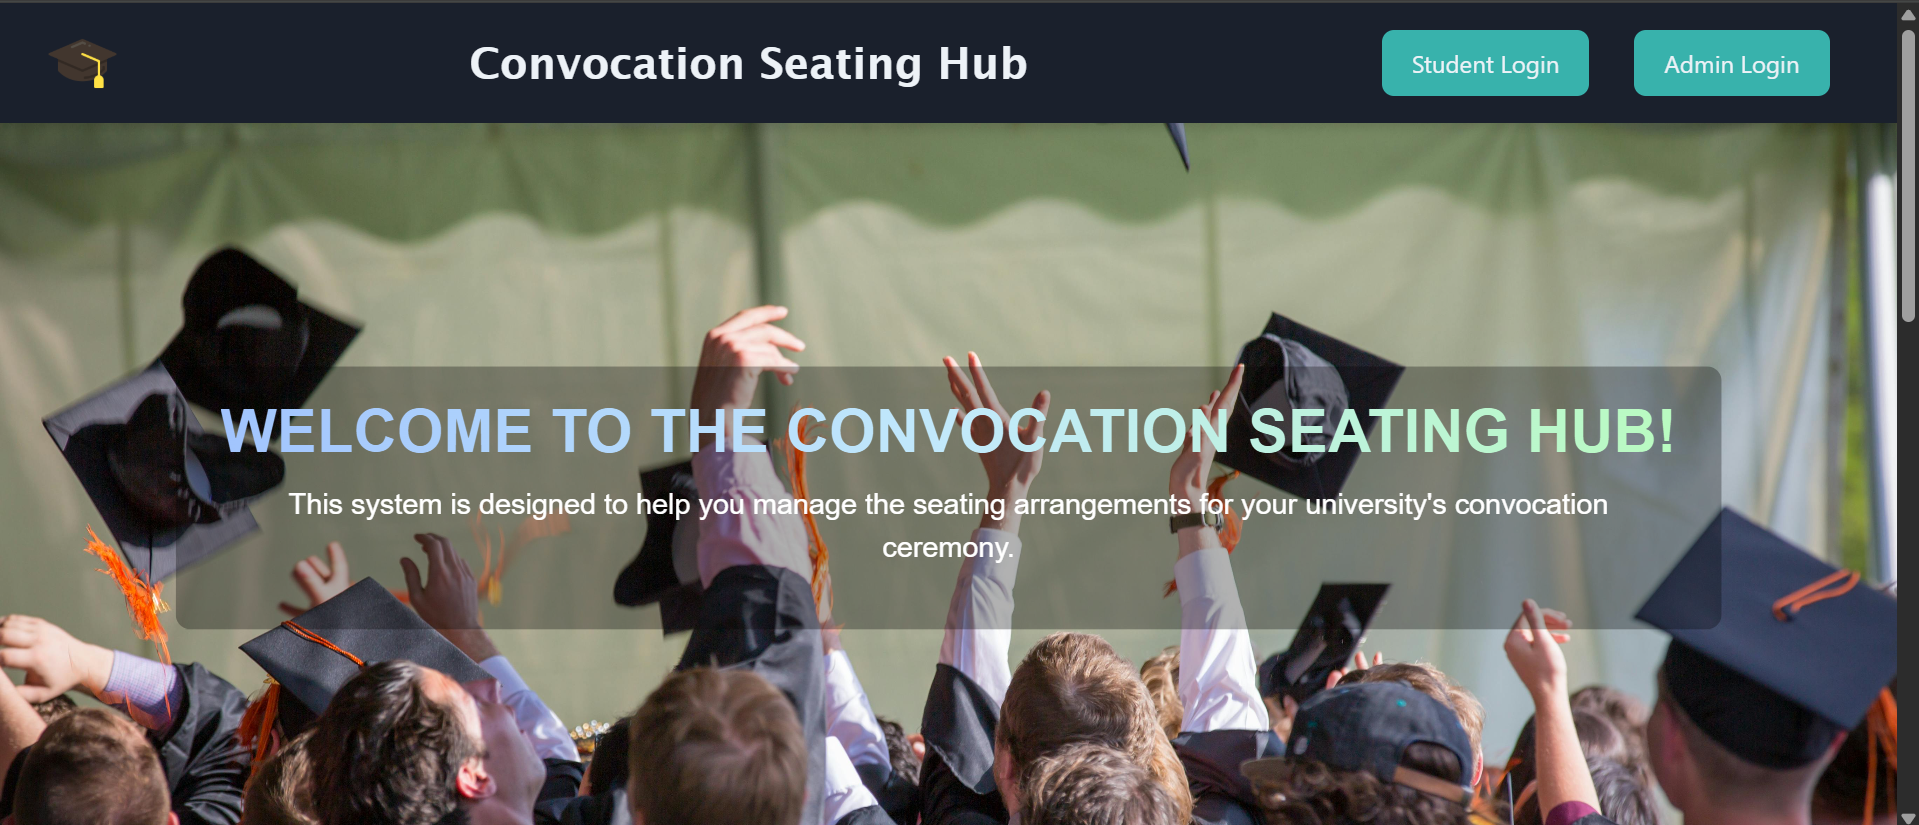 Convocation Seating Hub
Student Login
Admin Login
WELCOME TO THE CONVOCATION SEATING HUB!
This system is designed to help you manage the seating arrangements for your university's convocation
ceremony.